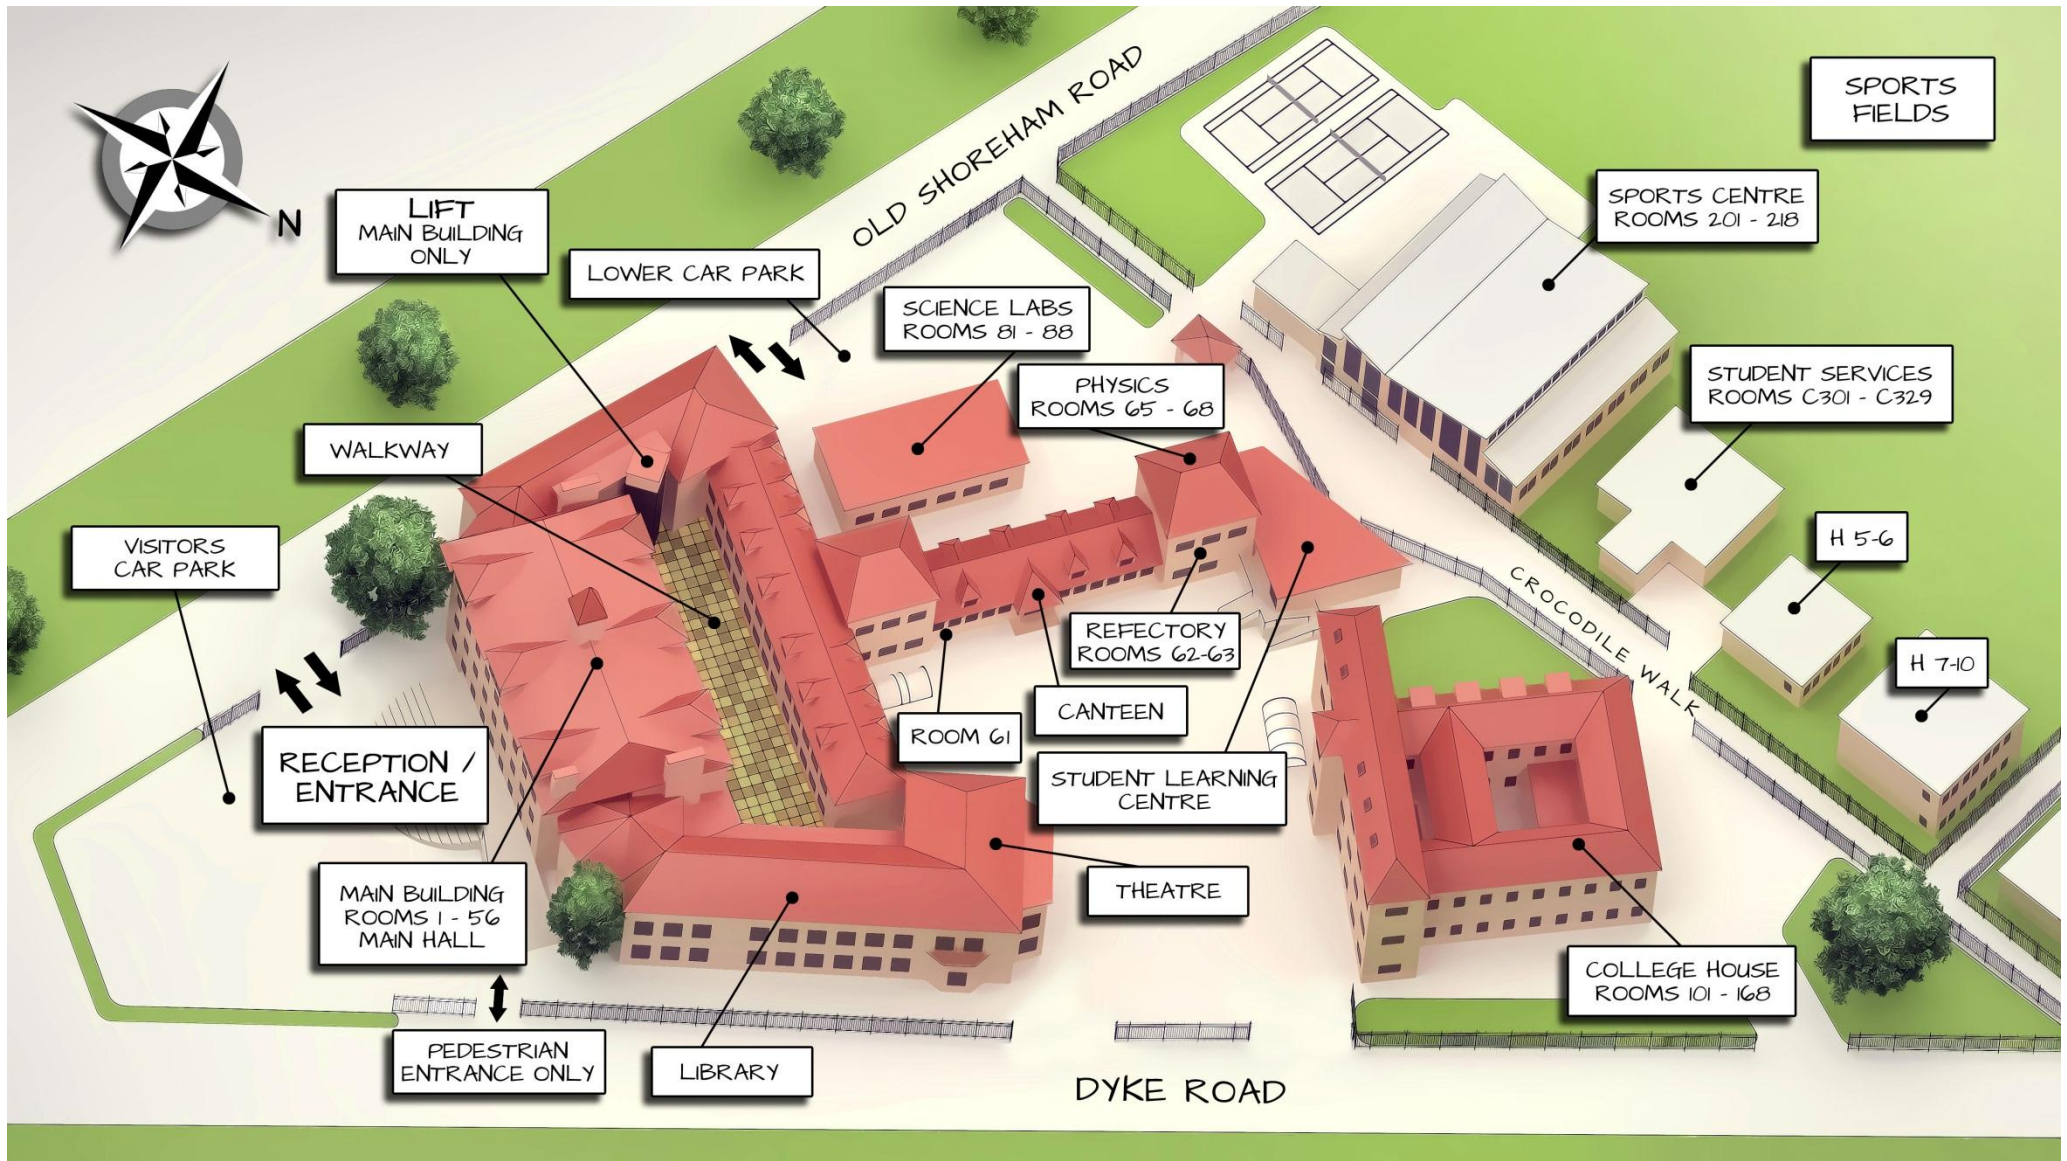 OLD SHOREHAM ROAD
SPORTS
FIELDS
N
LIFT
MAIN BUILDING
ONLY
LOWER CAR PARK
SPORTS CENTRE
ROOMS 201 - 218
SCIENCE LABS
ROOMS 81 - 88
PHYSICS
ROOMS 65 - 68
STUDENT SERVICES
ROOMS C301 - C329
WALKWAY
VISITORS
CAR PARK
H 5-6
CROCODILE WALK
H 7-10
REFECTORY
ROOMS 62-63
CANTEEN
ROOM 61
RECEPTION /
ENTRANCE
STUDENT LEARNING
CENTRE
MAIN BUILDING
ROOMS 1 - 56
MAIN HALL
THEATRE
COLLEGE HOUSE
ROOMS 101 - 168
PEDESTRIAN
ENTRANCE ONLY
LIBRARY
DYKE ROAD